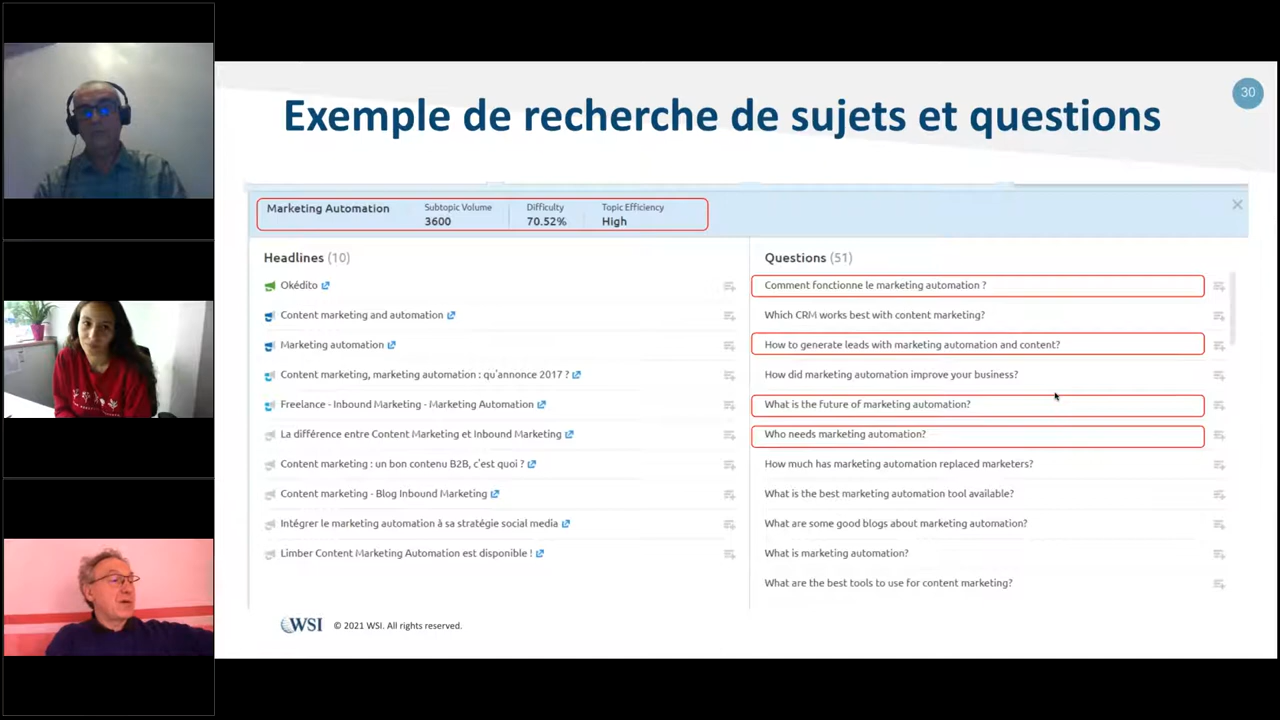 30
Exemple de recherche de sujets et questions
Marketing Automation
Subtopic Volume
3600
Difficulty
70.52%
Topic Efficiency
High
Headlines (10)
Okédito
Content marketing and automation
Marketing automation
Content marketing, marketing automation : qu'annonce 2017 ?
Freelance - Inbound Marketing - Marketing Automation
La différence entre Content Marketing et Inbound Marketing
Content marketing : un bon contenu B2B, c'est quoi ?
Content marketing - Blog Inbound Marketing
Intégrer le marketing automation à sa stratégie social media
Limber Content Marketing Automation est disponible !
Questions (51)
Comment fonctionne le marketing automation ?
Which CRM works best with content marketing?
How to generate leads with marketing automation and content?
How did marketing automation improve your business?
What is the future of marketing automation?
Who needs marketing automation?
How much has marketing automation replaced marketers?
What is the best marketing automation tool available?
What are some good blogs about marketing automation?
What is marketing automation?
What are the best tools to use for content marketing?
WSI
© 2021 WSI. All rights reserved.